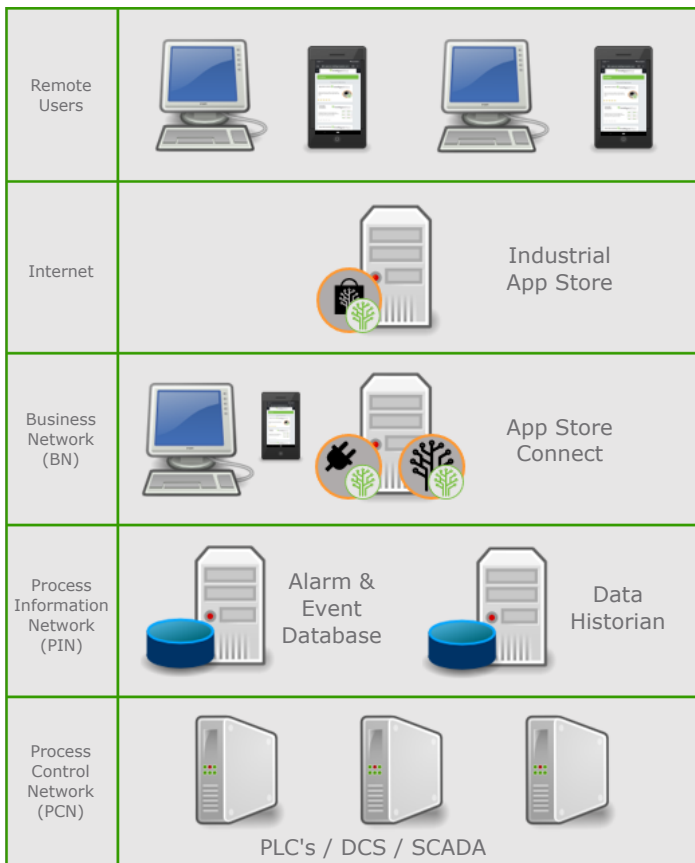 Remote
Users
Internet
Industrial
App Store
Business
Network
(BN)
App Store
Connect
Process
Information
Network
(PIN)
Alarm &
Event
Database
Data
Historian
Process
Control
Network
(PCN)
PLC's / DCS / SCADA